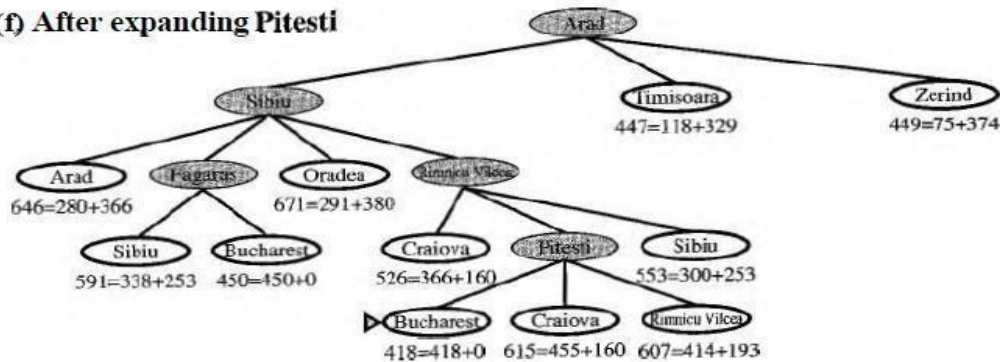 (f) After expanding Pitesti
Arad
Sibiu
Timisoara
Zerind
447=118+329
449=75+374
Arad
Fagaras
Oradea
Rimnicu Vilcea
646=280+366
671=291+380
Sibiu
Bucharest
Craiova
Pitesti
Sibiu
591=338+253
450=450+0
526=366+160
553=300+253
Bucharest
Craiova
Rimnicu Vilcea
418=418+0
615=455+160
607=414+193